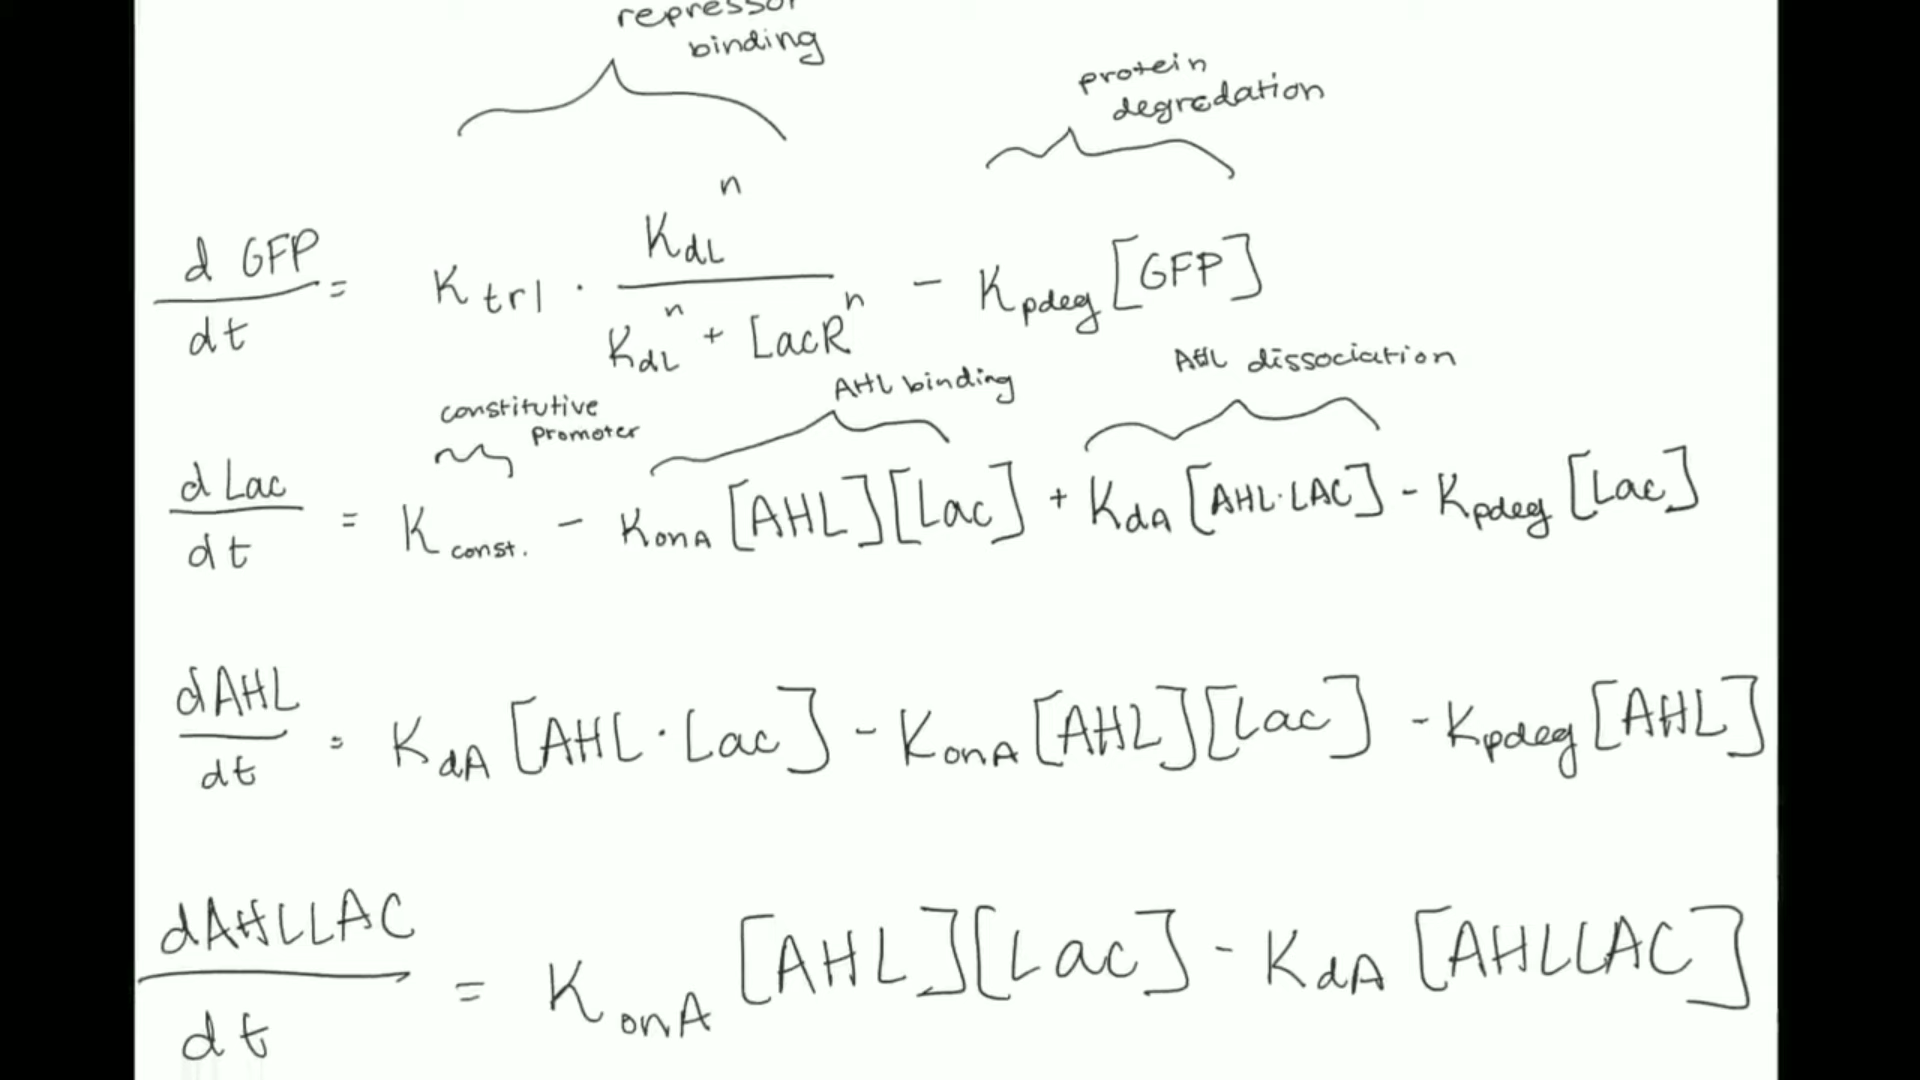 repressor
binding
protein
degredation
d GFP/dt = Ktrl · KdL^n / (KdL^n + LacR^n) - Kpdeg [GFP]
constitutive
promoter
AHL binding
AHL dissociation
d Lac/dt = Kconst. - KonA [AHL][Lac] + KdA [AHL·LAC] - Kpdeg [Lac]
dAHL/dt = KdA [AHL·Lac] - KonA [AHL][Lac] - Kpdeg [AHL]
dAHLLAC/dt = KonA [AHL][Lac] - KdA [AHLLAC]